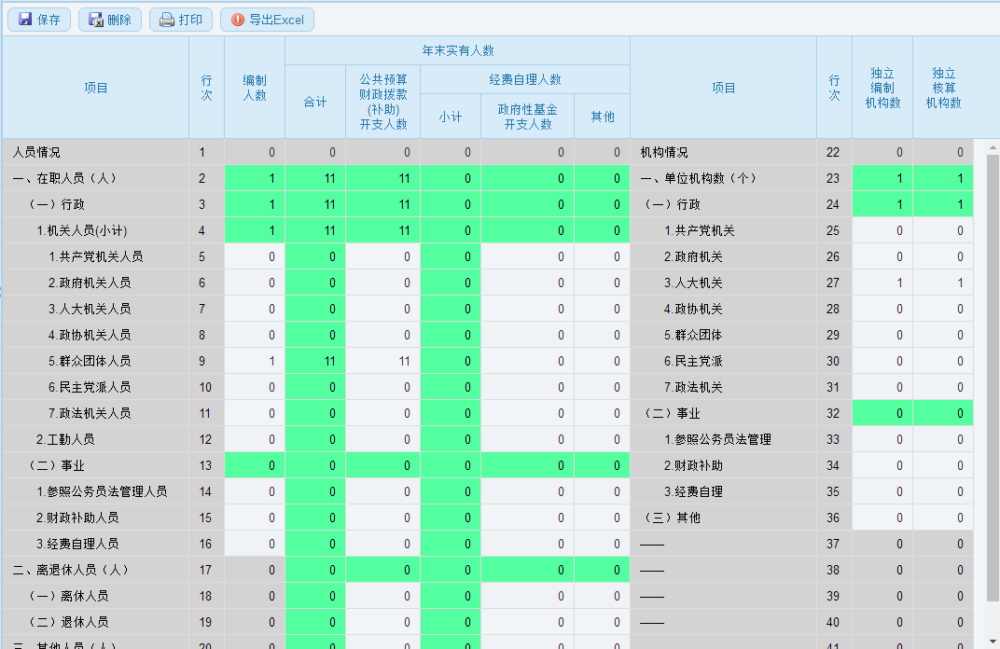 保存 删除 打印 导出Excel
年末实有人数
公共预算 经费自理人数
行 编制 财政拨款 行 独立 独立
项目 次 人数 合计 (补助) 项目 次 编制 核算
开支人数 小计 政府性基金 其他 机构数 机构数
开支人数
人员情况 1 0 0 0 0 0 0 机构情况 22 0 0
一、在职人员（人） 2 1 11 11 0 0 0 一、单位机构数（个） 23 1 1
（一）行政 3 1 11 11 0 0 0 （一）行政 24 1 1
1.机关人员(小计) 4 1 11 11 0 0 0 1.共产党机关 25 0 0
1.共产党机关人员 5 0 0 0 0 0 0 2.政府机关 26 0 0
2.政府机关人员 6 0 0 0 0 0 0 3.人大机关 27 1 1
3.人大机关人员 7 0 0 0 0 0 0 4.政协机关 28 0 0
4.政协机关人员 8 0 0 0 0 0 0 5.群众团体 29 0 0
5.群众团体人员 9 1 11 11 0 0 0 6.民主党派 30 0 0
6.民主党派人员 10 0 0 0 0 0 0 7.政法机关 31 0 0
7.政法机关人员 11 0 0 0 0 0 0 （二）事业 32 0 0
2.工勤人员 12 0 0 0 0 0 0 1.参照公务员法管理 33 0 0
（二）事业 13 0 0 0 0 0 0 2.财政补助 34 0 0
1.参照公务员法管理人员 14 0 0 0 0 0 0 3.经费自理 35 0 0
2.财政补助人员 15 0 0 0 0 0 0 （三）其他 36 0 0
3.经费自理人员 16 0 0 0 0 0 0 —— 37 0 0
二、离退休人员（人） 17 0 0 0 0 0 0 —— 38 0 0
（一）离休人员 18 0 0 0 0 0 0 —— 39 0 0
（二）退休人员 19 0 0 0 0 0 0 —— 40 0 0
三、其他人员（人） 20 0 0 0 0 0 0 41 0 0